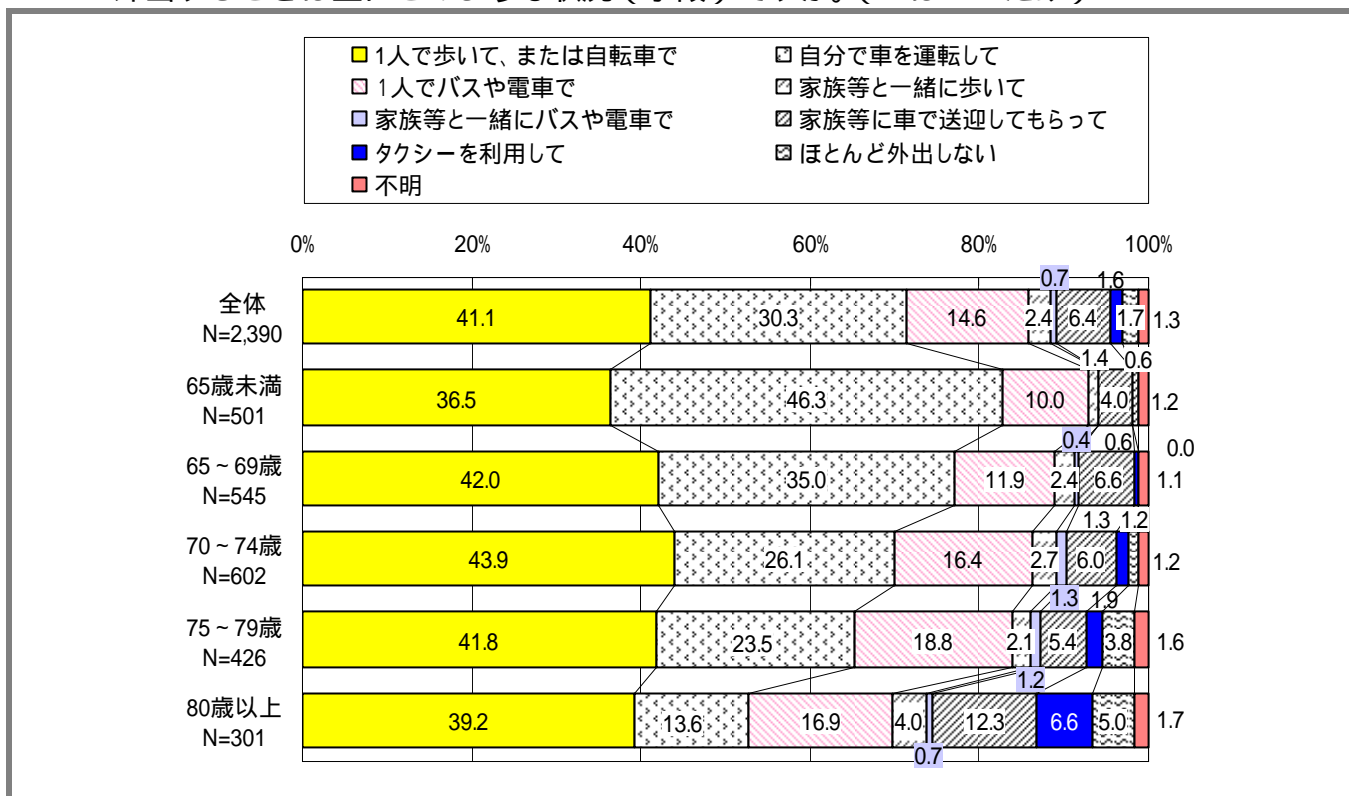 1人で歩いて、または自転車で 自分で車を運転して
1人でバスや電車で 家族等と一緒に歩いて
家族等と一緒にバスや電車で 家族等に車で送迎してもらって
タクシーを利用して ほとんど外出しない
不明
0% 20% 40% 60% 80% 100%
0.7 1.6
全体
N=2,390
41.1 30.3 14.6 2.4 6.4 1.7 1.3
1.4 0.6
65歳未満
N=501
36.5 46.3 10.0 4.0 1.2
0.4 0.6 0.0
65~69歳
N=545
42.0 35.0 11.9 2.4 6.6 1.1
1.3 1.2
70~74歳
N=602
43.9 26.1 16.4 2.7 6.0 1.2
1.3 1.9
75~79歳
N=426
41.8 23.5 18.8 2.1 5.4 3.8 1.6
1.2
80歳以上
N=301
39.2 13.6 16.9 4.0 12.3 6.6 5.0 1.7
0.7